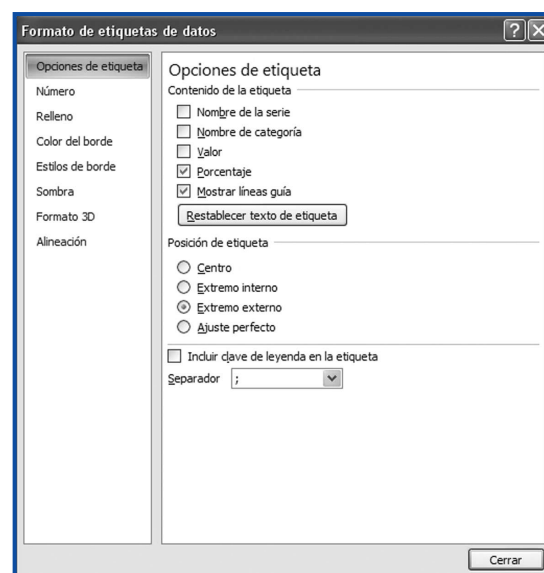 Formato de etiquetas de datos
Opciones de etiqueta
Número
Relleno
Color del borde
Estilos de borde
Sombra
Formato 3D
Alineación
Opciones de etiqueta
Contenido de la etiqueta
Nombre de la serie
Nombre de categoría
Valor
Porcentaje
Mostrar líneas guía
Restablecer texto de etiqueta
Posición de etiqueta
Centro
Extremo interno
Extremo externo
Ajuste perfecto
Incluir clave de leyenda en la etiqueta
Separador ;
Cerrar